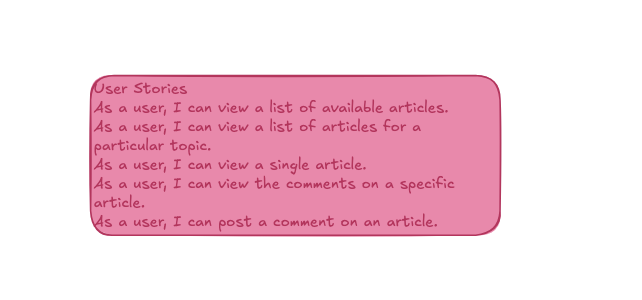 User Stories
As a user, I can view a list of available articles.
As a user, I can view a list of articles for a
particular topic.
As a user, I can view a single article.
As a user, I can view the comments on a specific
article.
As a user, I can post a comment on an article.